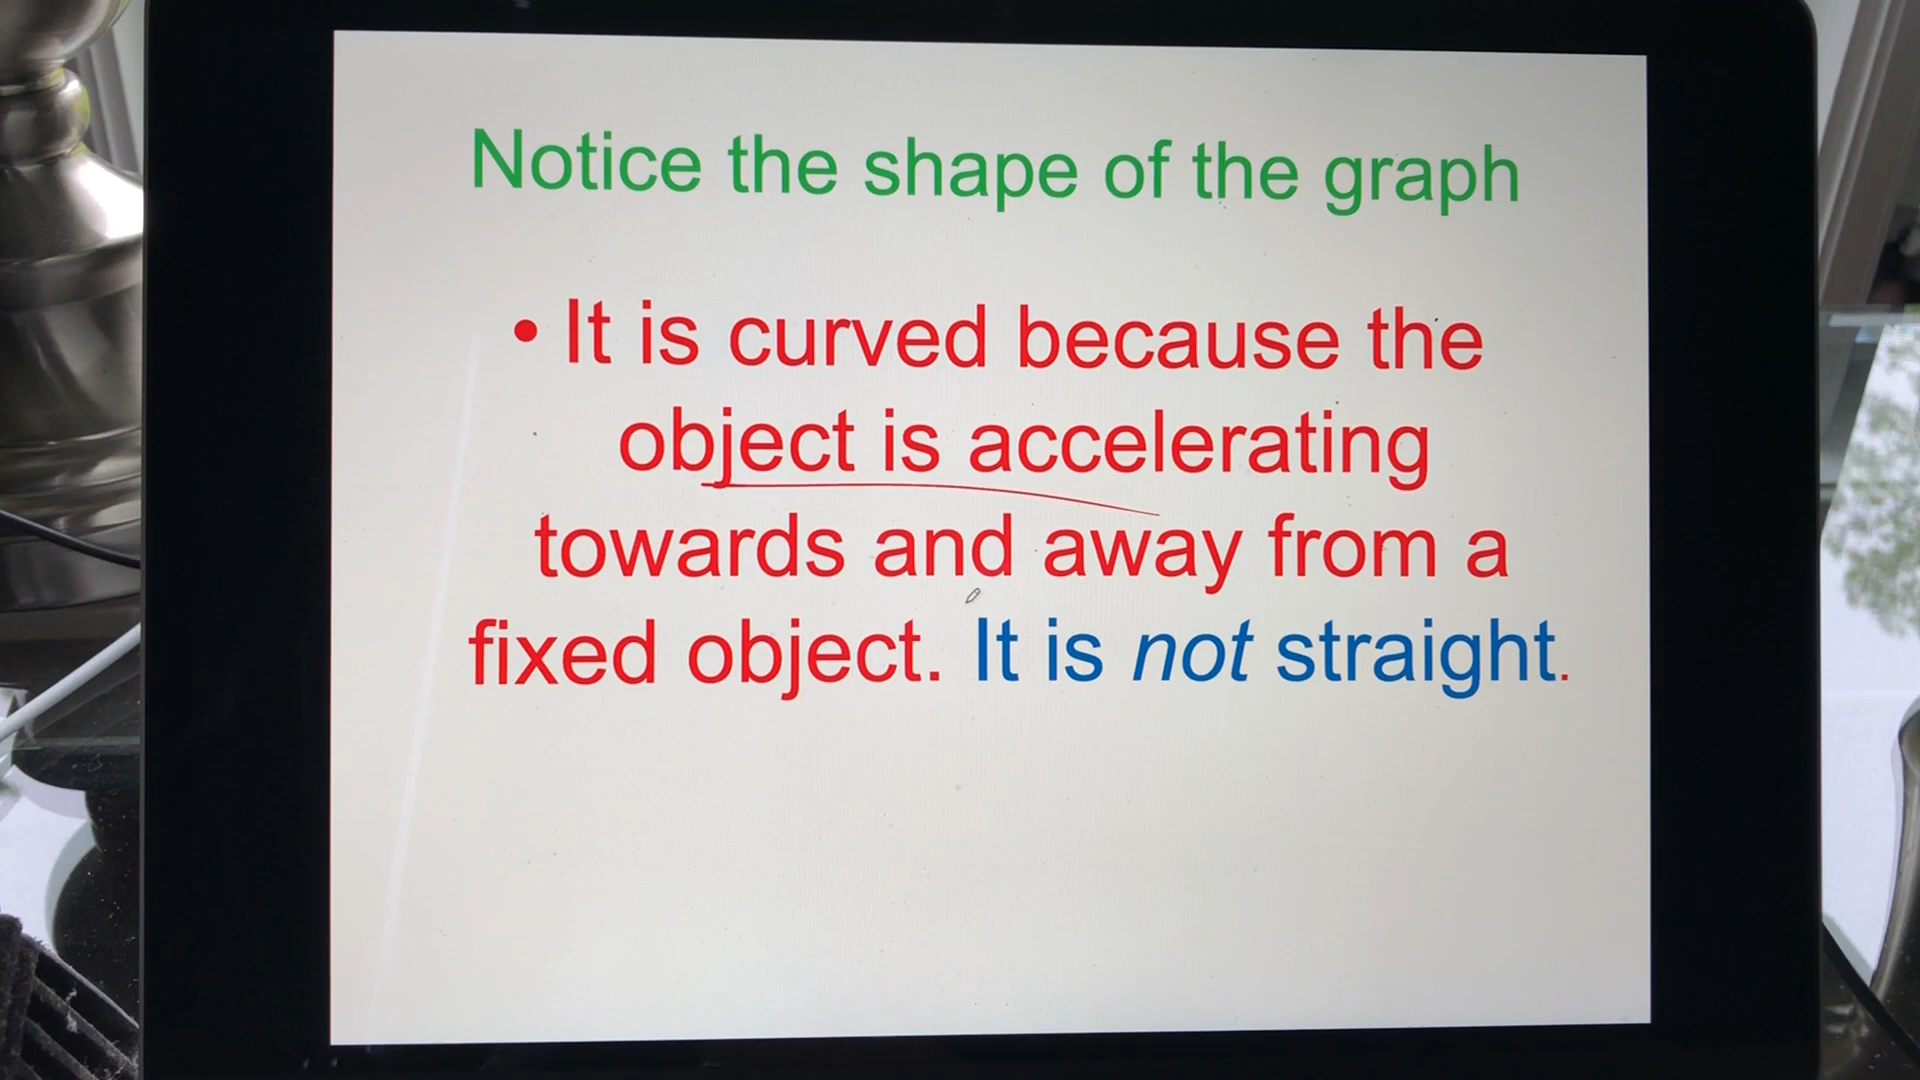 Notice the shape of the graph
• It is curved because the
object is accelerating
towards and away from a
fixed object. It is not straight.